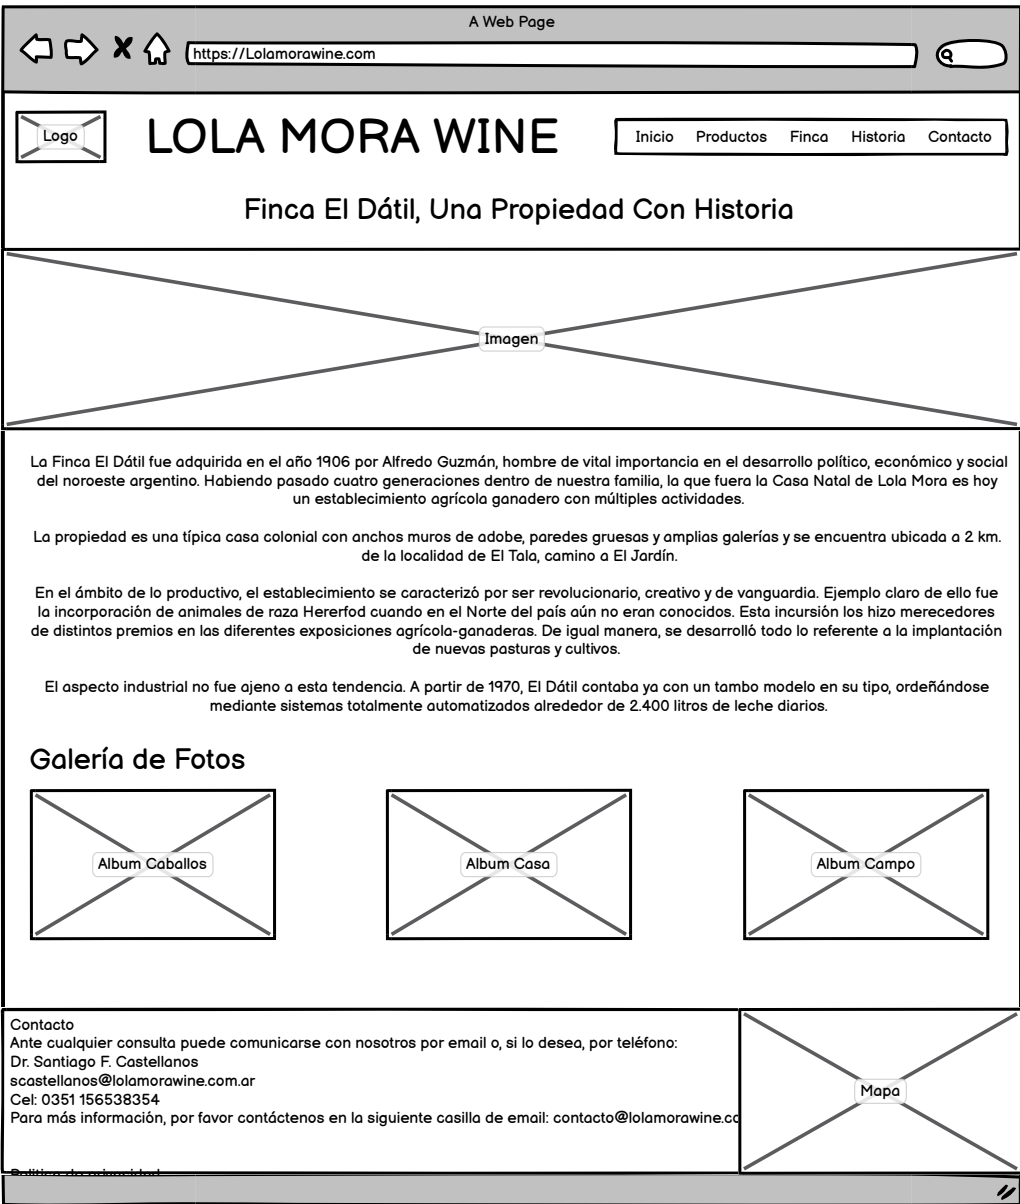 A Web Page
https://Lolamorawine.com
Logo
LOLA MORA WINE
Inicio Productos Finca Historia Contacto
Finca El Dátil, Una Propiedad Con Historia
Imagen
La Finca El Dátil fue adquirida en el año 1906 por Alfredo Guzmán, hombre de vital importancia en el desarrollo político, económico y social
del noroeste argentino. Habiendo pasado cuatro generaciones dentro de nuestra familia, la que fuera la Casa Natal de Lola Mora es hoy
un establecimiento agrícola ganadero con múltiples actividades.
La propiedad es una típica casa colonial con anchos muros de adobe, paredes gruesas y amplias galerías y se encuentra ubicada a 2 km.
de la localidad de El Tala, camino a El Jardín.
En el ámbito de lo productivo, el establecimiento se caracterizó por ser revolucionario, creativo y de vanguardia. Ejemplo claro de ello fue
la incorporación de animales de raza Hererfod cuando en el Norte del país aún no eran conocidos. Esta incursión los hizo merecedores
de distintos premios en las diferentes exposiciones agrícola-ganaderas. De igual manera, se desarrolló todo lo referente a la implantación
de nuevas pasturas y cultivos.
El aspecto industrial no fue ajeno a esta tendencia. A partir de 1970, El Dátil contaba ya con un tambo modelo en su tipo, ordeñándose
mediante sistemas totalmente automatizados alrededor de 2.400 litros de leche diarios.
Galería de Fotos
Album Caballos
Album Casa
Album Campo
Contacto
Ante cualquier consulta puede comunicarse con nosotros por email o, si lo desea, por teléfono:
Dr. Santiago F. Castellanos
scastellanos@lolamorawine.com.ar
Cel: 0351 156538354
Para más información, por favor contáctenos en la siguiente casilla de email: contacto@lolamorawine.co
Mapa